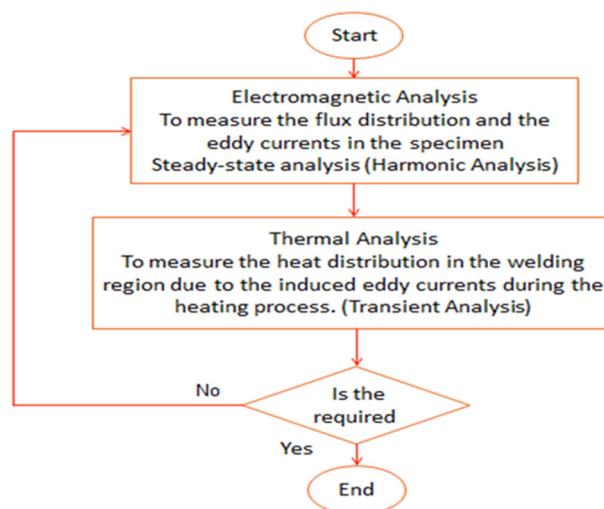 Start
Electromagnetic Analysis
To measure the flux distribution and the
eddy currents in the specimen
Steady-state analysis (Harmonic Analysis)
Thermal Analysis
To measure the heat distribution in the welding
region due to the induced eddy currents during the
heating process. (Transient Analysis)
No
Is the
required
Yes
End